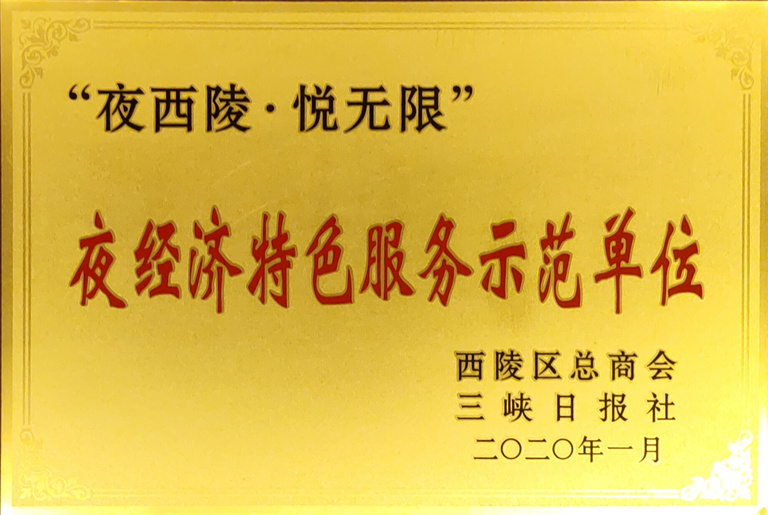 “夜西陵·悦无限”
夜经济特色服务示范单位
西陵区总商会
三峡日报社
二〇二〇年一月